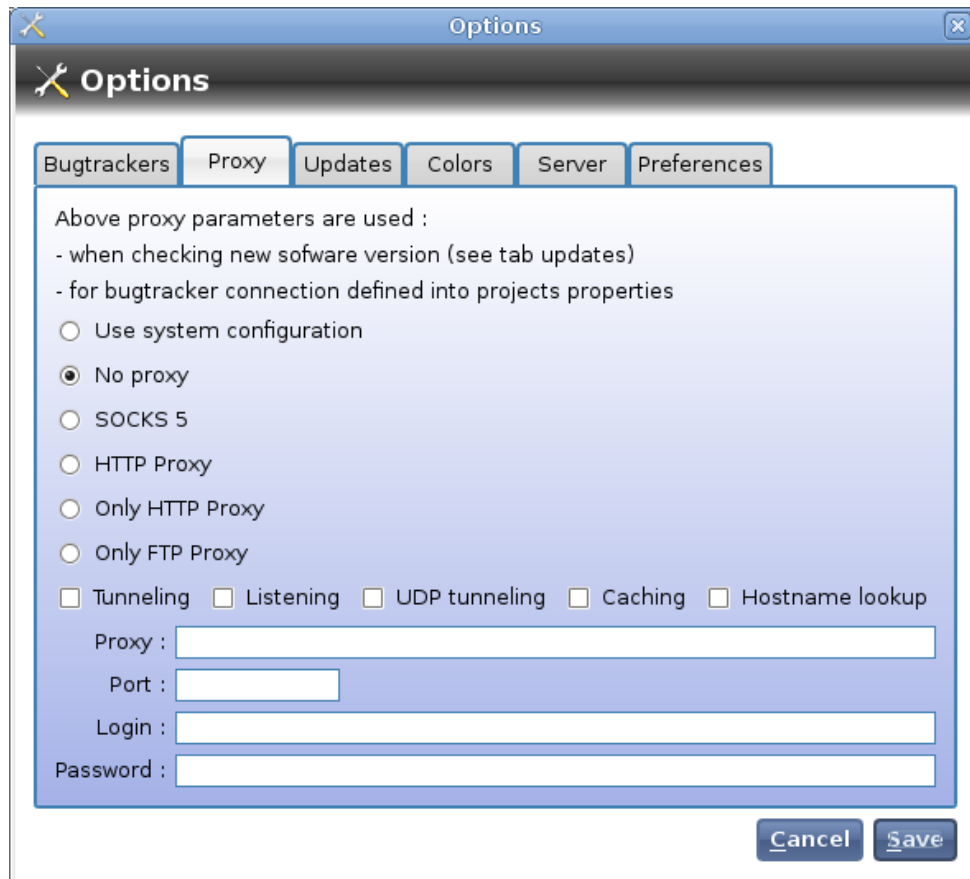 Options
Options
Bugtrackers Proxy Updates Colors Server Preferences
Above proxy parameters are used :
- when checking new sofware version (see tab updates)
- for bugtracker connection defined into projects properties
Use system configuration
No proxy
SOCKS 5
HTTP Proxy
Only HTTP Proxy
Only FTP Proxy
Tunneling Listening UDP tunneling Caching Hostname lookup
Proxy :
Port :
Login :
Password :
Cancel Save